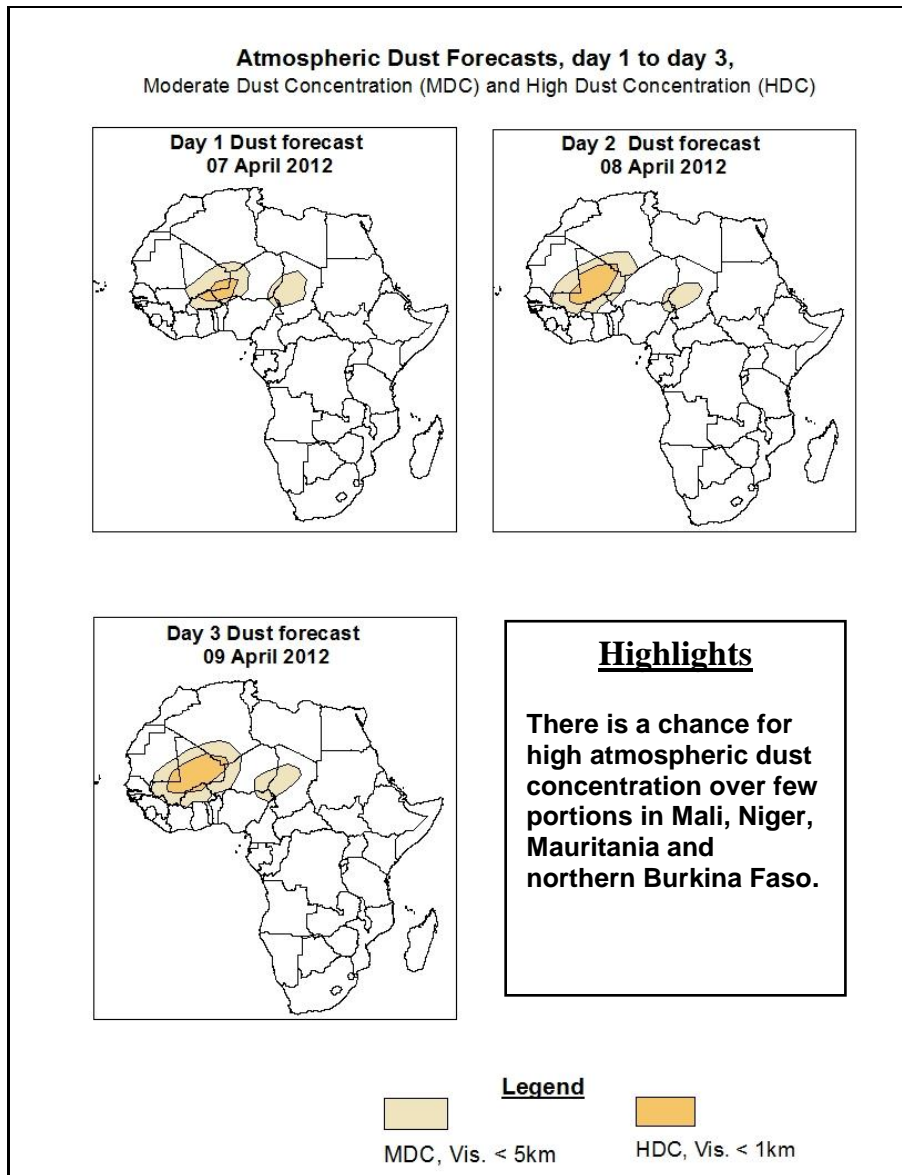 Atmospheric Dust Forecasts, day 1 to day 3,
Moderate Dust Concentration (MDC) and High Dust Concentration (HDC)
Day 1 Dust forecast
07 April 2012
Day 2 Dust forecast
08 April 2012
Day 3 Dust forecast
09 April 2012
Highlights
There is a chance for
high atmospheric dust
concentration over few
portions in Mali, Niger,
Mauritania and
northern Burkina Faso.
Legend
MDC, Vis. < 5km
HDC, Vis. < 1km